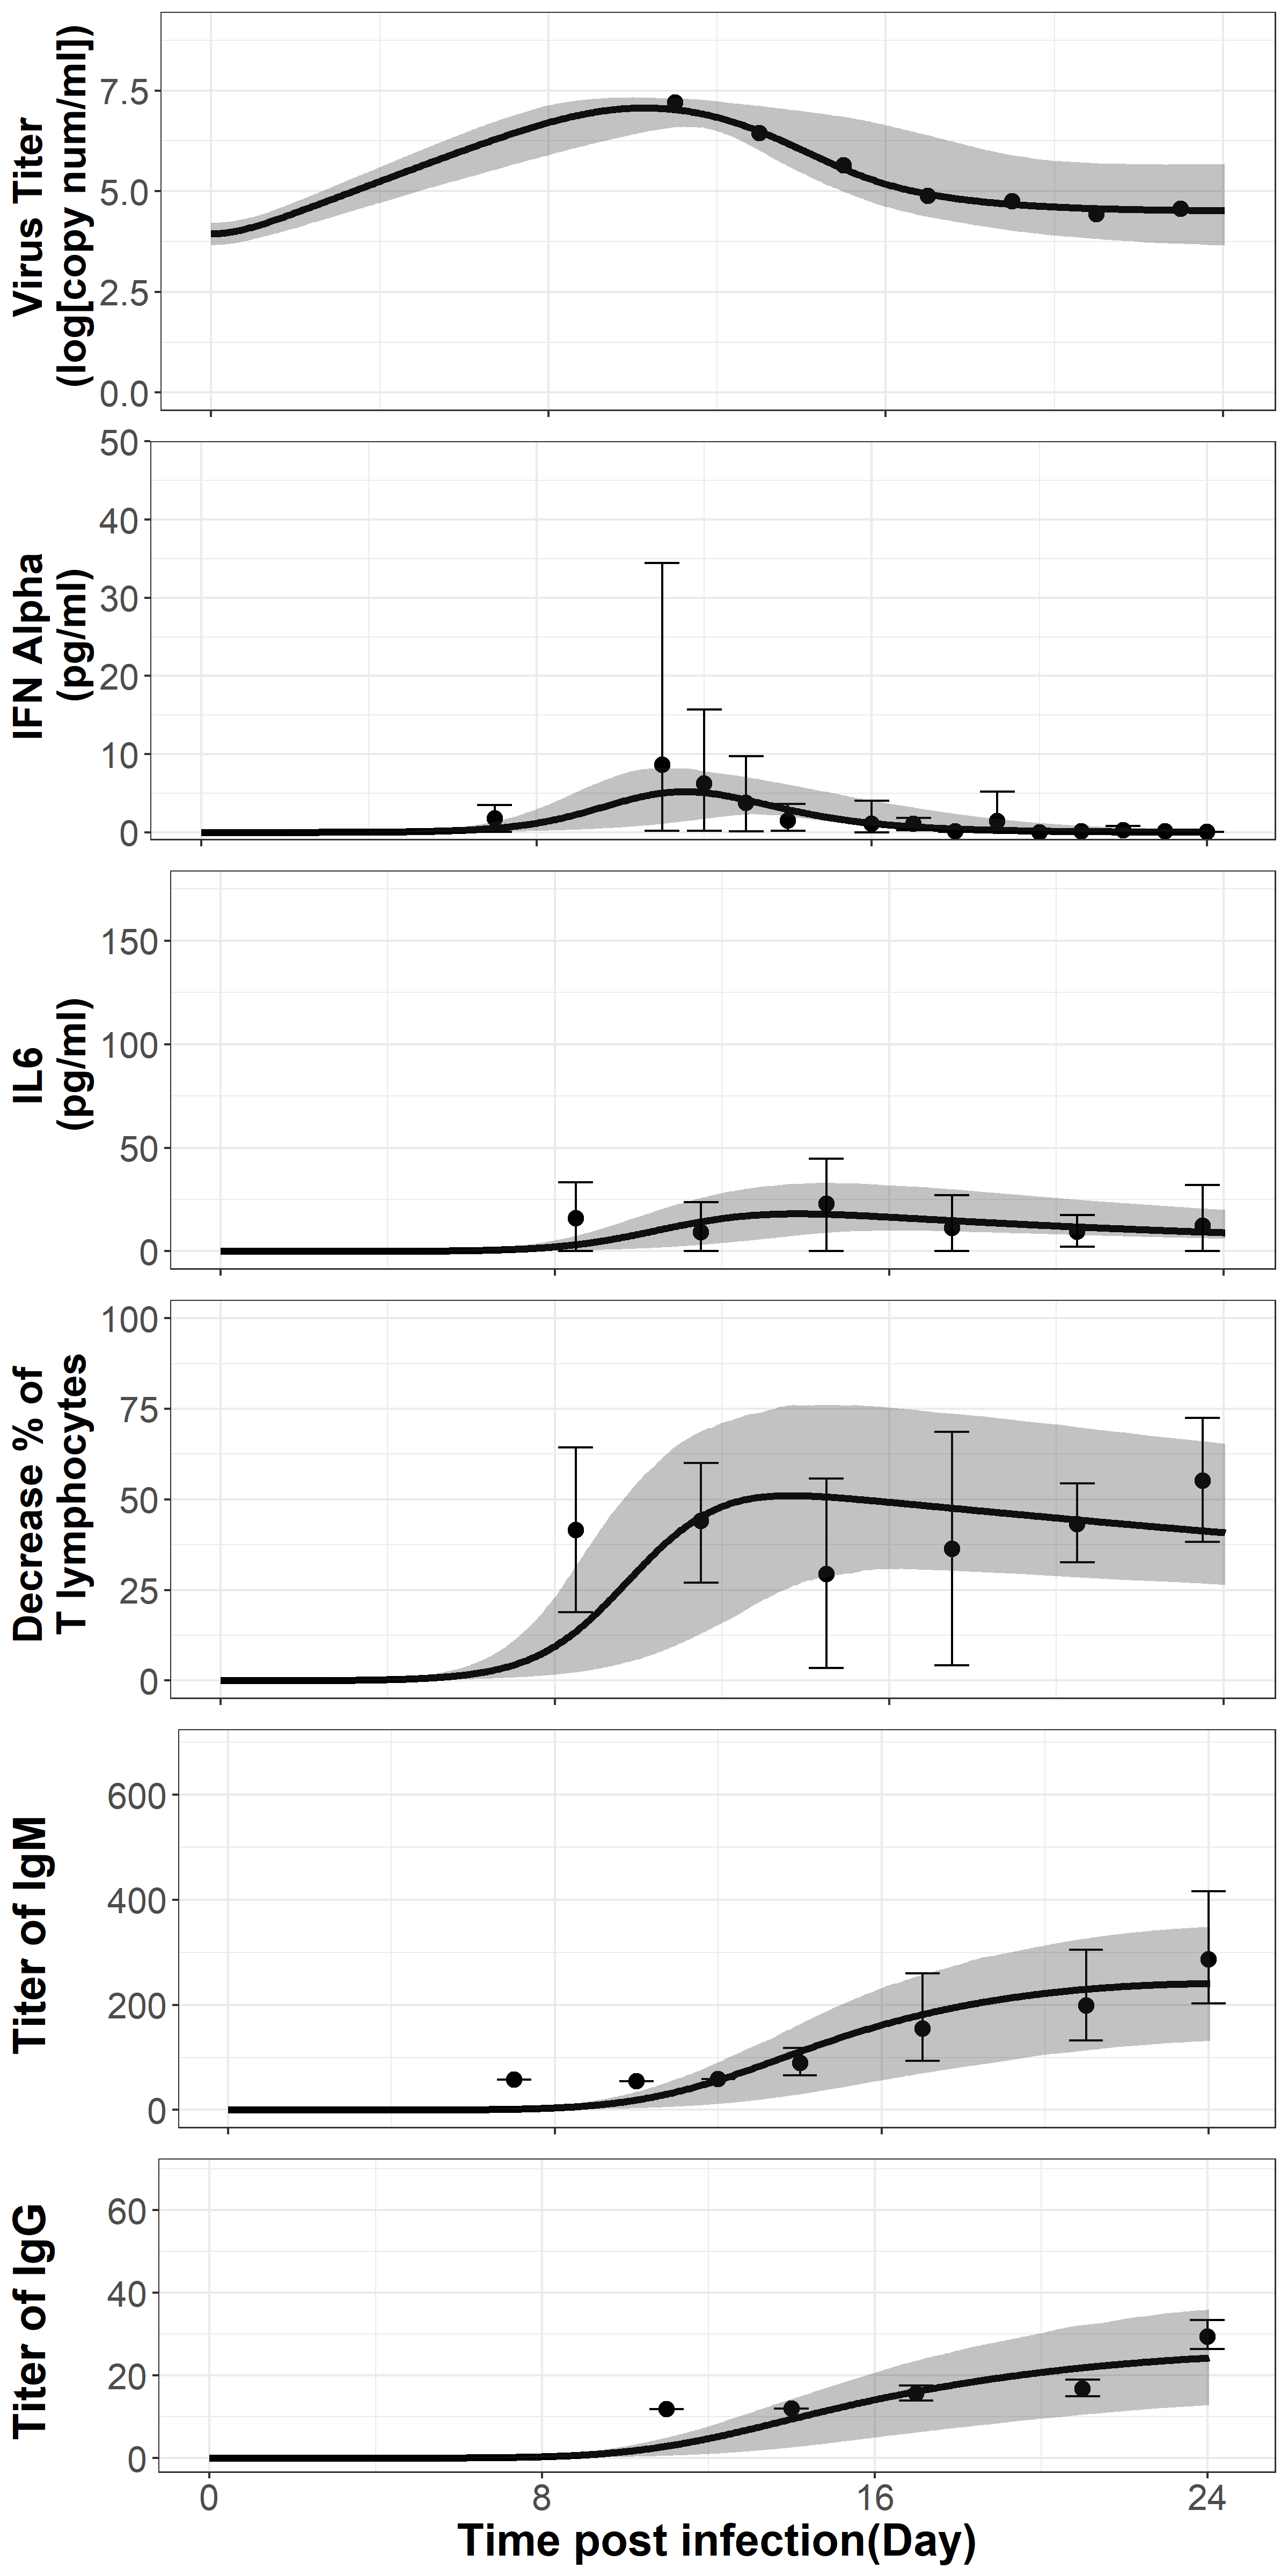 Virus Titer
(log[copy num/ml])
7.5
5.0
2.5
0.0
IFN Alpha
(pg/ml)
50
40
30
20
10
0
IL6
(pg/ml)
150
100
50
0
Decrease % of
T lymphocytes
100
75
50
25
0
Titer of IgM
600
400
200
0
Titer of IgG
60
40
20
0
0 8 16 24
Time post infection(Day)